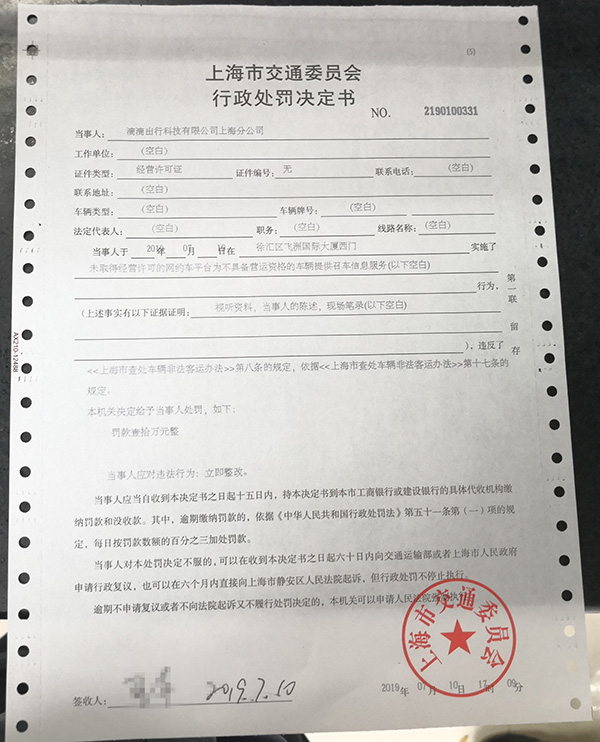 (5)
上海市交通委员会
行政处罚决定书
NO. 2190100331
当事人： 滴滴出行科技有限公司上海分公司
工作单位： (空白)
证件类型： 经营许可证 证件编号： 无 联系电话： (空白)
联系地址： (空白)
车辆类型： (空白) 车辆牌号： (空白)
法定代表人： (空白) 职务： (空白) 线路名称： (空白)
当事人于 2019 年 07 月 10 日在 徐汇区飞洲国际大厦西门 实施了
未取得经营许可的网约车平台为不具备营运资格的车辆提供召车信息服务(以下空白)
行为，
(上述事实有以下证据证明： 视听资料，当事人的陈述，现场笔录(以下空白)
)，违反了
<<上海市查处车辆非法客运办法>>第八条的规定，依据<<上海市查处车辆非法客运办法>>第十七条的
规定。
本机关决定给予当事人处罚，如下：
罚款壹拾万元整
当事人应对违法行为：立即整改。
当事人应当自收到本决定书之日起十五日内，持本决定书到本市工商银行或建设银行的具体代收机构缴
纳罚款和没收款。其中，逾期缴纳罚款的，依据《中华人民共和国行政处罚法》第五十一条第（一）项的规
定，每日按罚款数额的百分之三加处罚款。
当事人对本处罚决定不服的，可以在收到本决定书之日起六十日内向交通运输部或者上海市人民政府
申请行政复议，也可以在六个月内直接向上海市静安区人民法院起诉，但行政处罚不停止执行。
逾期不申请复议或者不向法院起诉又不履行处罚决定的，本机关可以申请人民法院强制执行
上海市交通委员会
签收人： 2019.7.10
2019年 07月 10日 17时 09分
第一联 留存
AX210-12488